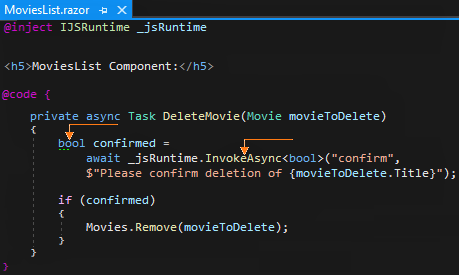 MoviesList.razor
@inject IJSRuntime _jsRuntime
<h5>MoviesList Component:</h5>
@code {
private async Task DeleteMovie(Movie movieToDelete)
{
bool confirmed =
await _jsRuntime.InvokeAsync<bool>("confirm",
$"Please confirm deletion of {movieToDelete.Title}");
if (confirmed)
{
Movies.Remove(movieToDelete);
}
}
}